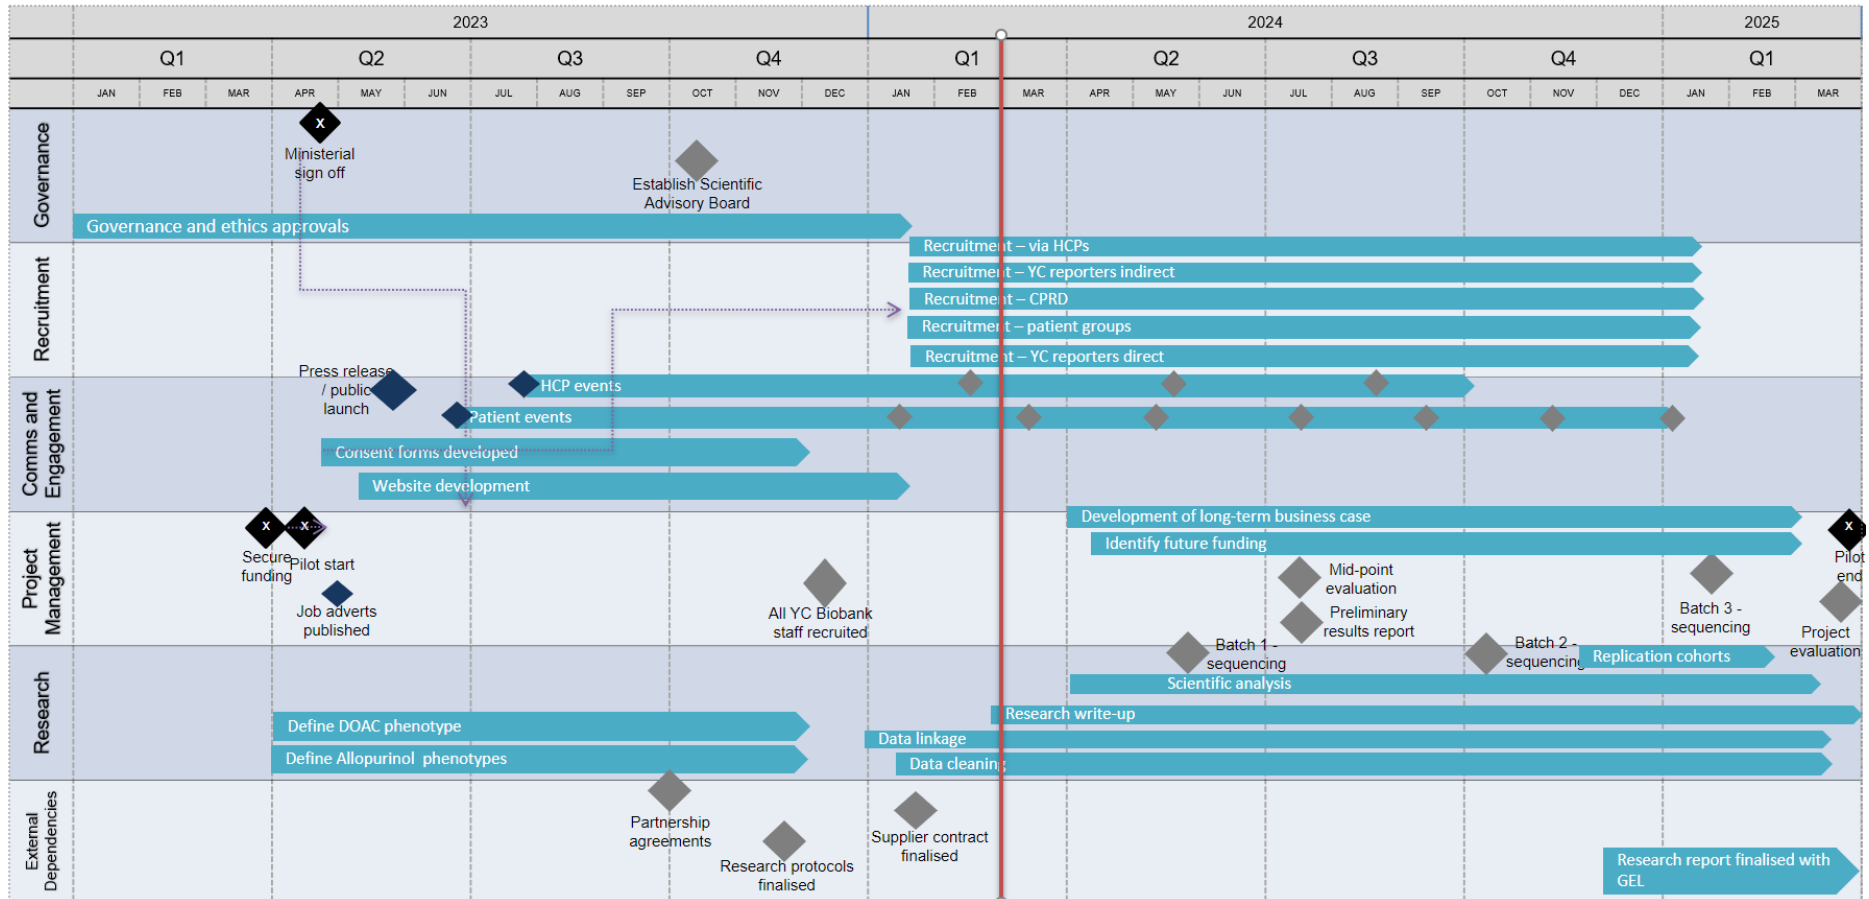 2023
2024
2025
Q1
Q2
Q3
Q4
Q1
Q2
Q3
Q4
Q1
JAN
FEB
MAR
APR
MAY
JUN
JUL
AUG
SEP
OCT
NOV
DEC
JAN
FEB
MAR
APR
MAY
JUN
JUL
AUG
SEP
OCT
NOV
DEC
JAN
FEB
MAR
Governance
X
Ministerial
sign off
Establish Scientific
Advisory Board
Governance and ethics approvals
Recruitment
Recruitment – via HCPs
Recruitment – YC reporters indirect
Recruitment – CPRD
Recruitment – patient groups
Recruitment – YC reporters direct
Comms and
Engagement
Press release
/ public
launch
HCP events
Patient events
Consent forms developed
Website development
Project
Management
X
Secure
funding
X
Pilot start
Job adverts
published
All YC Biobank
staff recruited
Development of long-term business case
Identify future funding
Mid-point
evaluation
Preliminary
results report
Batch 3 -
sequencing
X
Pilot
end
Project
evaluation
Research
Batch 1 -
sequencing
Batch 2 -
sequencing
Replication cohorts
Scientific analysis
Research write-up
Define DOAC phenotype
Data linkage
Define Allopurinol phenotypes
Data cleaning
External
Dependencies
Partnership
agreements
Research protocols
finalised
Supplier contract
finalised
Research report finalised with
GEL